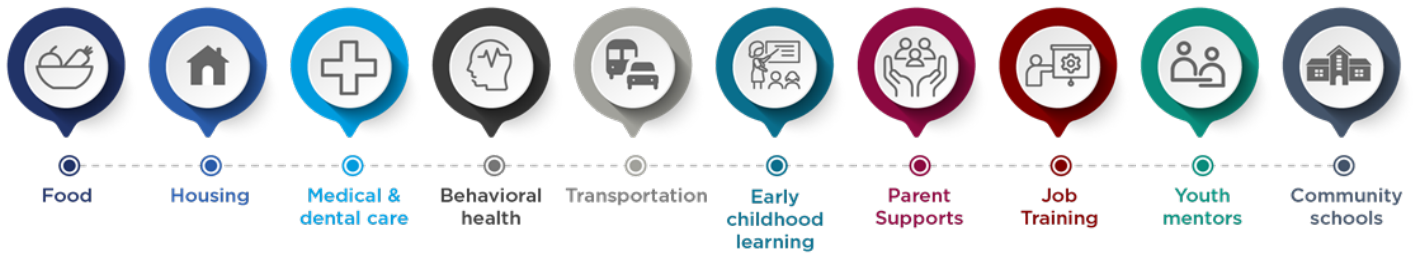 Food
Housing
Medical &
dental care
Behavioral
health
Transportation
Early
childhood
learning
Parent
Supports
Job
Training
Youth
mentors
Community
schools